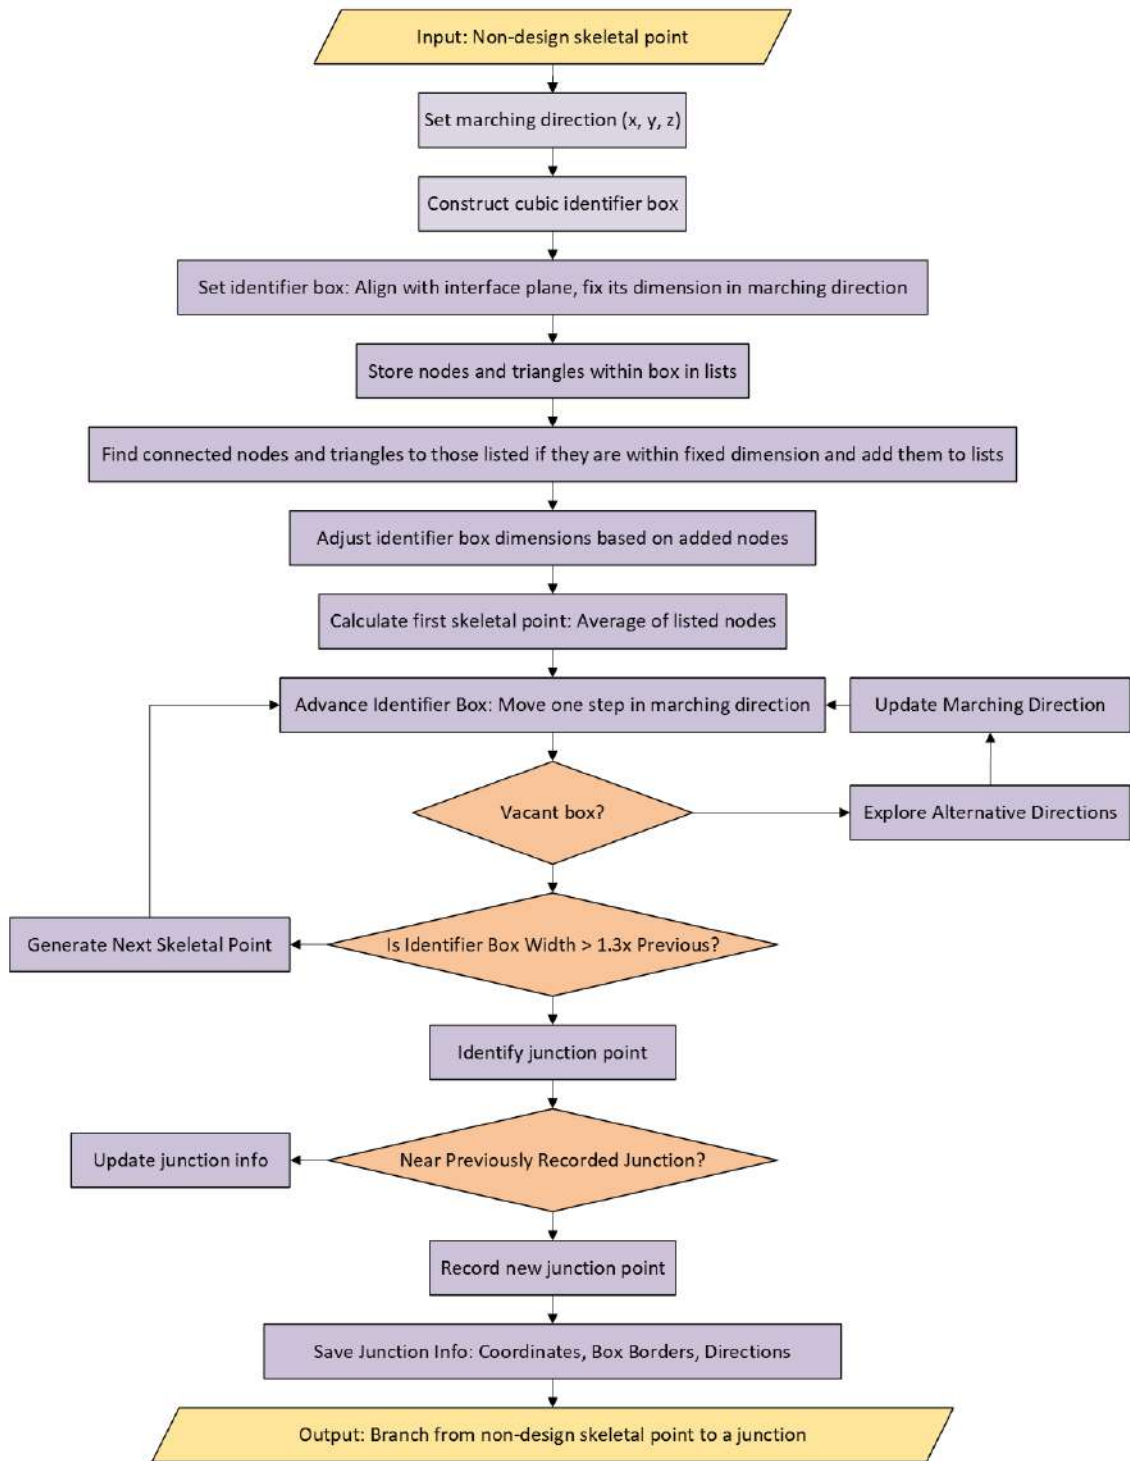 Input: Non-design skeletal point
Set marching direction (x, y, z)
Construct cubic identifier box
Set identifier box: Align with interface plane, fix its dimension in marching direction
Store nodes and triangles within box in lists
Find connected nodes and triangles to those listed if they are within fixed dimension and add them to lists
Adjust identifier box dimensions based on added nodes
Calculate first skeletal point: Average of listed nodes
Advance Identifier Box: Move one step in marching direction
Update Marching Direction
Vacant box?
Explore Alternative Directions
Generate Next Skeletal Point
Is Identifier Box Width > 1.3x Previous?
Identify junction point
Update junction info
Near Previously Recorded Junction?
Record new junction point
Save Junction Info: Coordinates, Box Borders, Directions
Output: Branch from non-design skeletal point to a junction